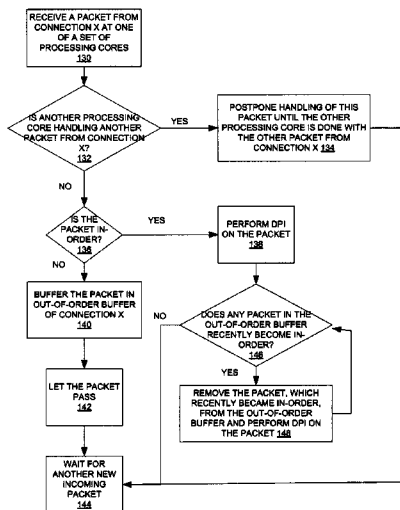 RECEIVE A PACKET FROM
CONNECTION X AT ONE
OF A SET OF
PROCESSING CORES
130
IS ANOTHER PROCESSING
CORE HANDLING ANOTHER
PACKET FROM CONNECTION
X?
132
YES
POSTPONE HANDLING OF THIS
PACKET UNTIL THE OTHER
PROCESSING CORE IS DONE WITH
THE OTHER PACKET FROM
CONNECTION X 134
NO
IS THE
PACKET IN-
ORDER?
136
YES
PERFORM DPI
ON THE PACKET
138
NO
BUFFER THE PACKET IN
OUT-OF-ORDER BUFFER
OF CONNECTION X
140
NO
DOES ANY PACKET IN THE
OUT-OF-ORDER BUFFER
RECENTLY BECOME IN-
ORDER?
146
YES
LET THE PACKET
PASS
142
REMOVE THE PACKET, WHICH
RECENTLY BECAME IN-ORDER,
FROM THE OUT-OF-ORDER
BUFFER AND PERFORM DPI ON
THE PACKET 148
WAIT FOR
ANOTHER NEW
INCOMING
PACKET
144